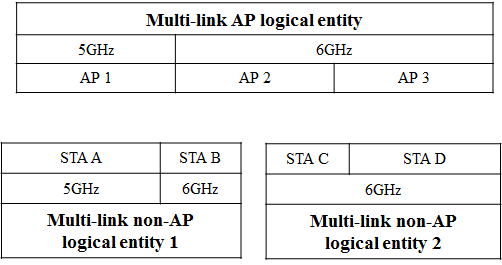 Multi-link AP logical entity
5GHz 6GHz
AP 1 AP 2 AP 3
STA A STA B
5GHz 6GHz
Multi-link non-AP
logical entity 1
STA C STA D
6GHz
Multi-link non-AP
logical entity 2